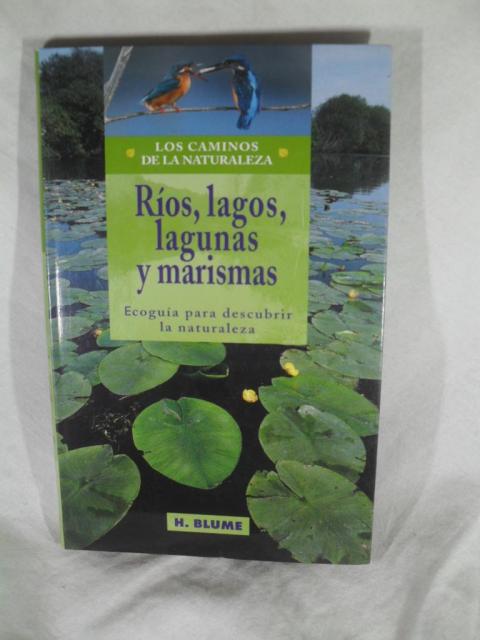 LOS CAMINOS
DE LA NATURALEZA
Ríos, lagos,
lagunas
y marismas
Ecoguía para descubrir
la naturaleza
H. BLUME